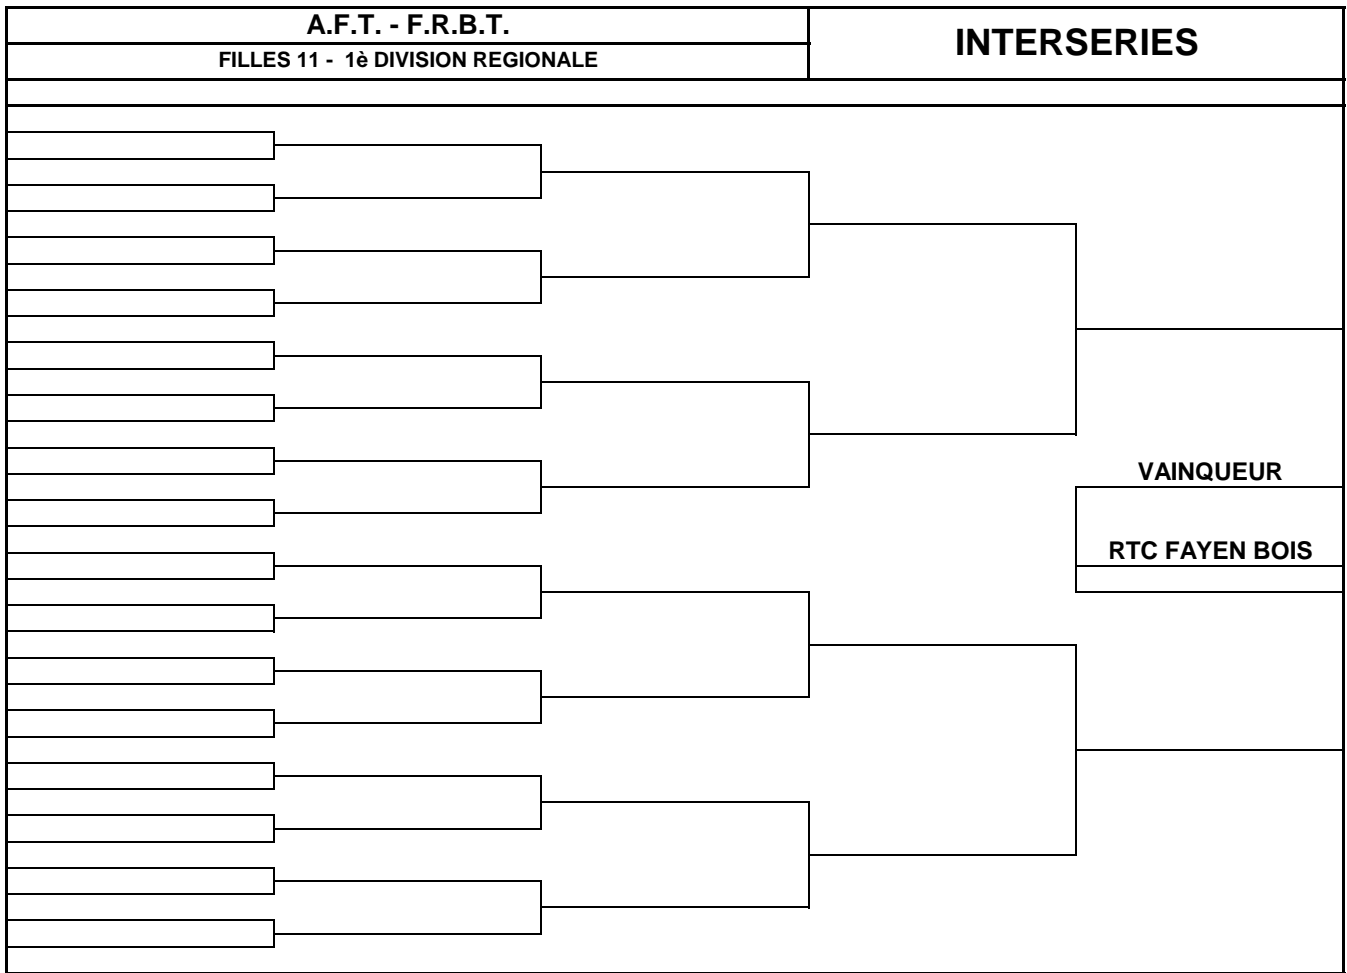 A.F.T. - F.R.B.T.
INTERSERIES
FILLES 11 - 1è DIVISION REGIONALE
VAINQUEUR
RTC FAYEN BOIS